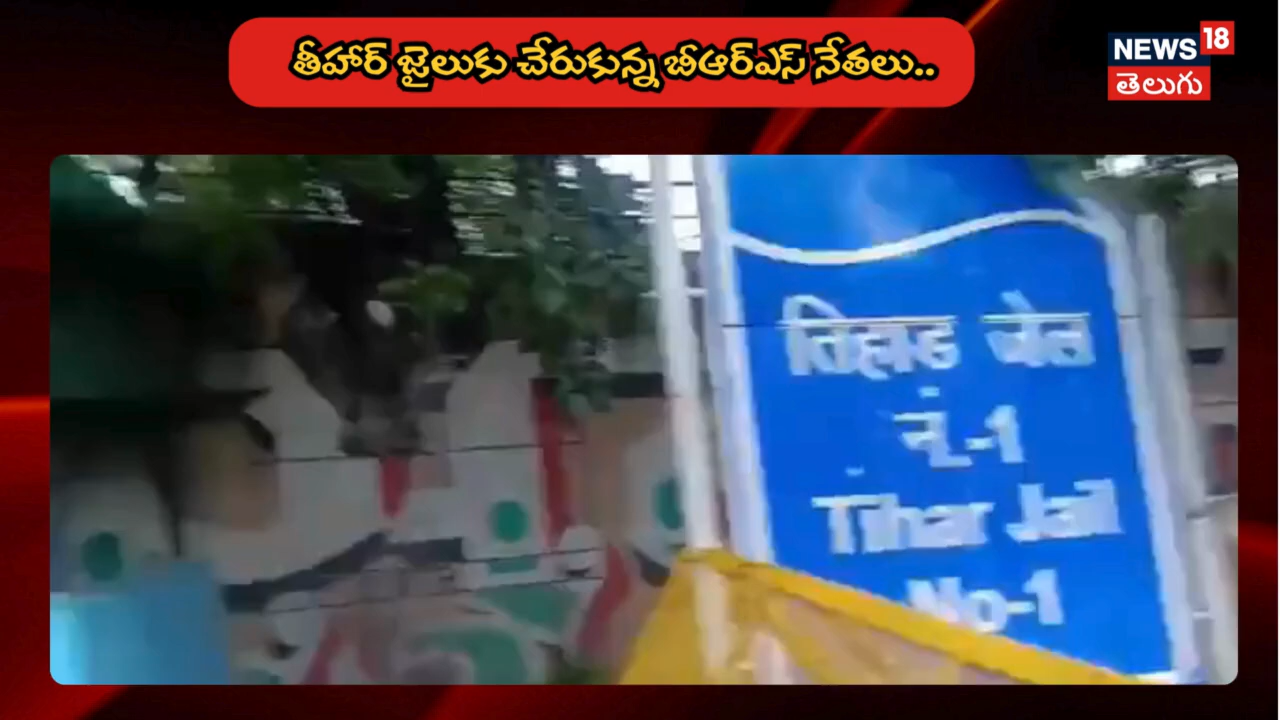 తీహార్ జైలుకు చేరుకున్న బీఆర్ఎస్ నేతలు..
NEWS 18
తెలుగు
तिहाड जेल
नं.-1
Tihar Jail
No-1